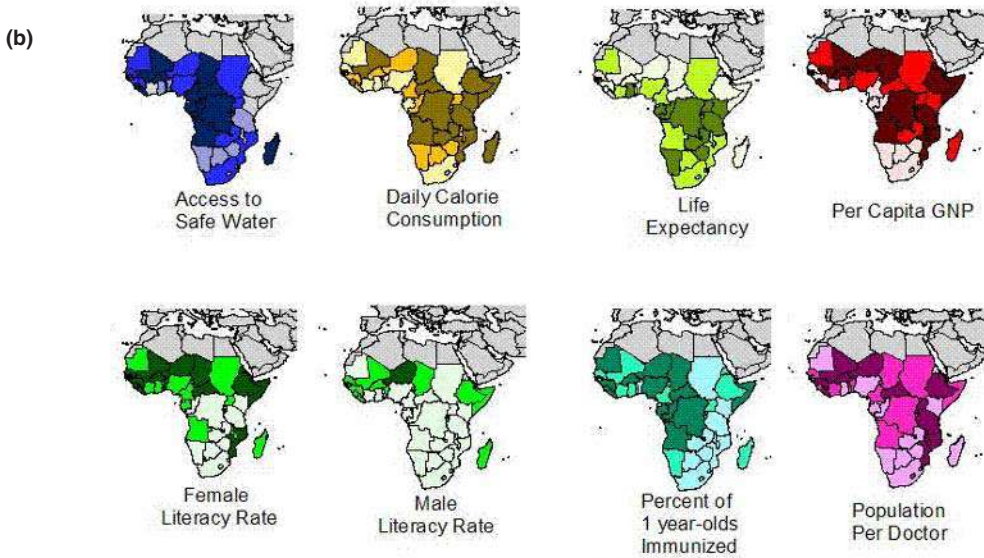 (b)
Access to
Safe Water
Daily Calorie
Consumption
Life
Expectancy
Per Capita GNP
Female
Literacy Rate
Male
Literacy Rate
Percent of
1 year-olds
Immunized
Population
Per Doctor